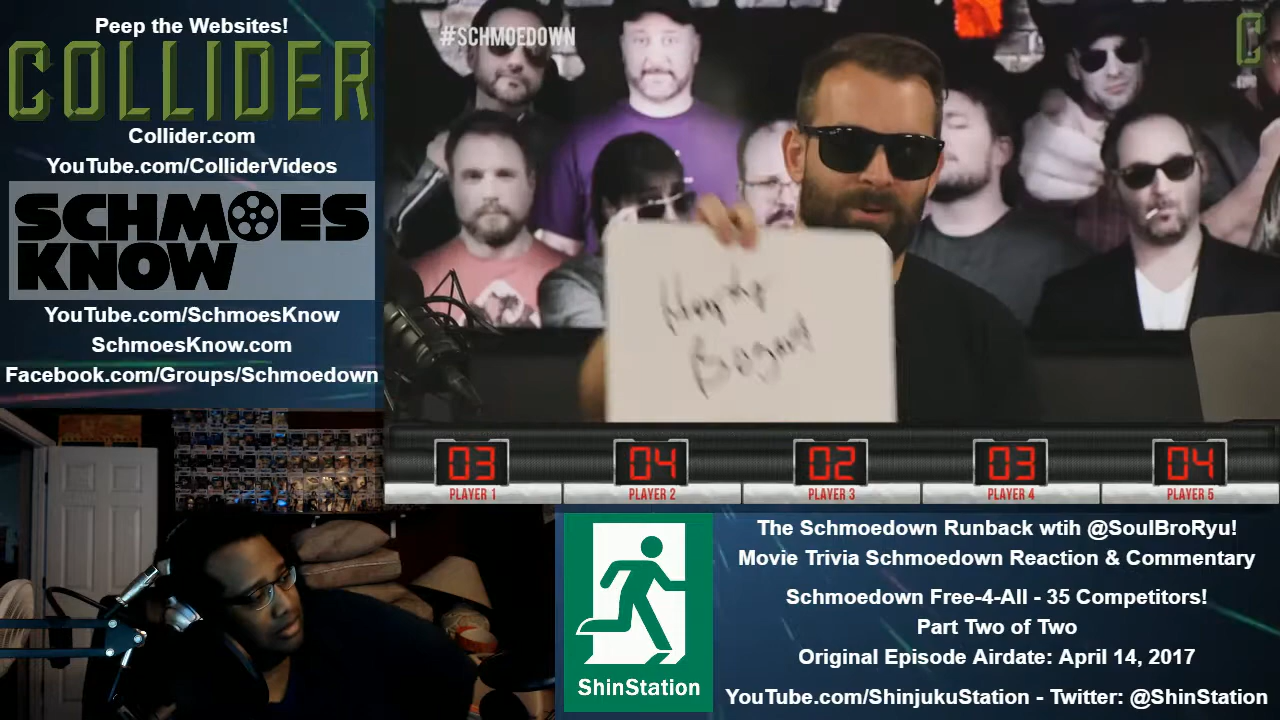 Peep the Websites!
COLLIDER
Collider.com
YouTube.com/ColliderVideos
SCHMOES
KNOW
YouTube.com/SchmoesKnow
SchmoesKnow.com
Facebook.com/Groups/Schmoedown
#SCHMOEDOWN
C
Bogart
03
04
02
03
04
PLAYER 1
PLAYER 2
PLAYER 3
PLAYER 4
PLAYER 5
ShinStation
The Schmoedown Runback wtih @SoulBroRyu!
Movie Trivia Schmoedown Reaction & Commentary
Schmoedown Free-4-All - 35 Competitors!
Part Two of Two
Original Episode Airdate: April 14, 2017
YouTube.com/ShinjukuStation - Twitter: @ShinStation